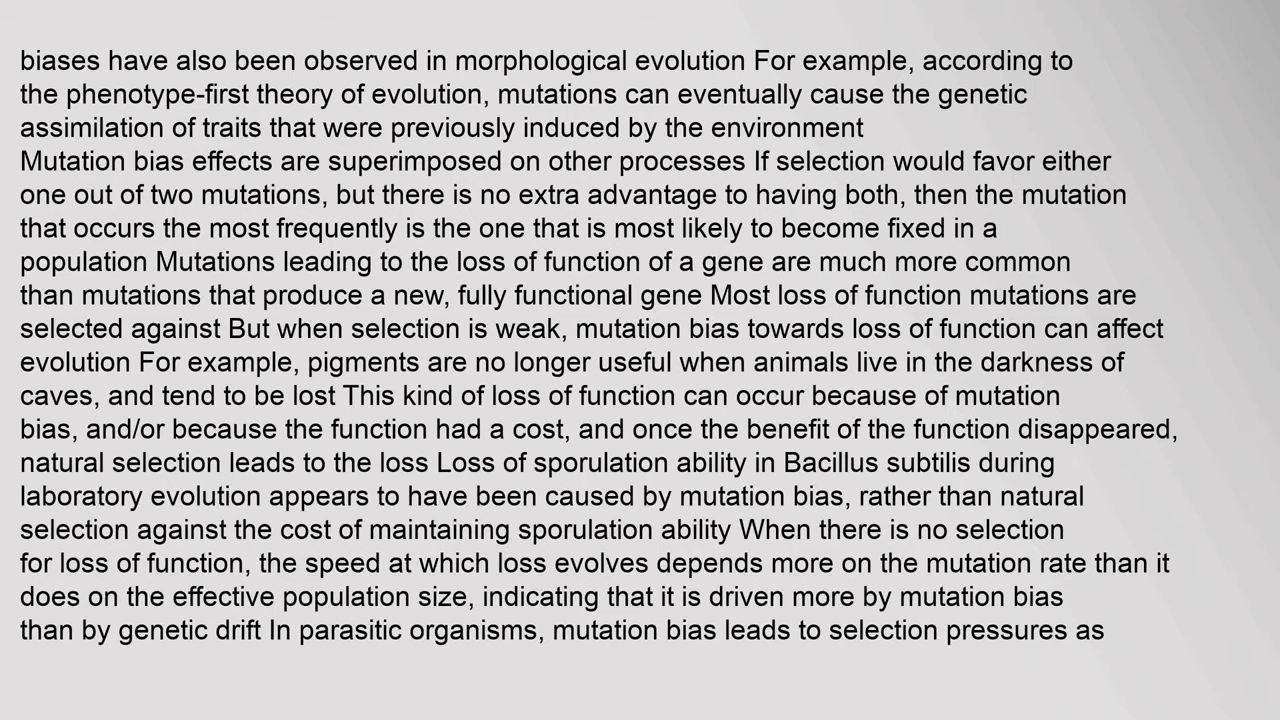 biases have also been observed in morphological evolution For example, according to
the phenotype-first theory of evolution, mutations can eventually cause the genetic
assimilation of traits that were previously induced by the environment
Mutation bias effects are superimposed on other processes If selection would favor either
one out of two mutations, but there is no extra advantage to having both, then the mutation
that occurs the most frequently is the one that is most likely to become fixed in a
population Mutations leading to the loss of function of a gene are much more common
than mutations that produce a new, fully functional gene Most loss of function mutations are
selected against But when selection is weak, mutation bias towards loss of function can affect
evolution For example, pigments are no longer useful when animals live in the darkness of
caves, and tend to be lost This kind of loss of function can occur because of mutation
bias, and/or because the function had a cost, and once the benefit of the function disappeared,
natural selection leads to the loss Loss of sporulation ability in Bacillus subtilis during
laboratory evolution appears to have been caused by mutation bias, rather than natural
selection against the cost of maintaining sporulation ability When there is no selection
for loss of function, the speed at which loss evolves depends more on the mutation rate than it
does on the effective population size, indicating that it is driven more by mutation bias
than by genetic drift In parasitic organisms, mutation bias leads to selection pressures as